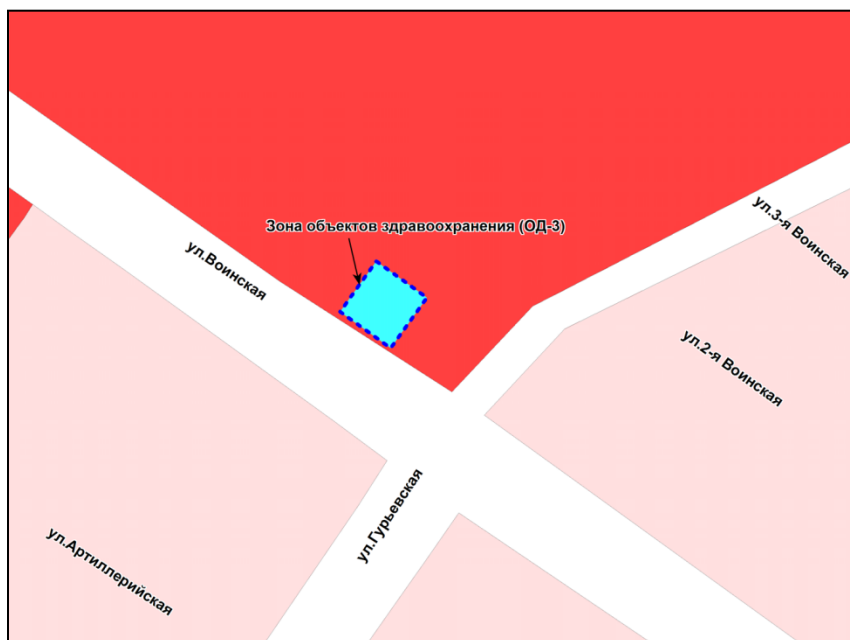 ул.3-я Воинская
Зона объектов здравоохранения (ОД-3)
ул.Воинская
ул.2-я Воинская
ул.Гурьевская
ул.Артиллерийская